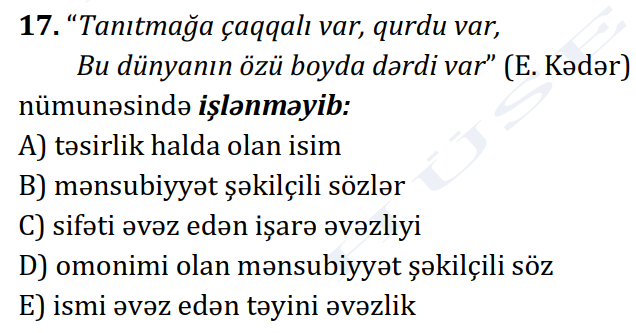 17. “Tanıtmağa çaqqalı var, qurdu var,
Bu dünyanın özü boyda dərdi var” (E. Kədər)
nümunəsində işlənməyib:
A) təsirlik halda olan isim
B) mənsubiyyət şəkilçili sözlər
C) sifəti əvəz edən işarə əvəzliyi
D) omonimi olan mənsubiyyət şəkilçili söz
E) ismi əvəz edən təyini əvəzlik